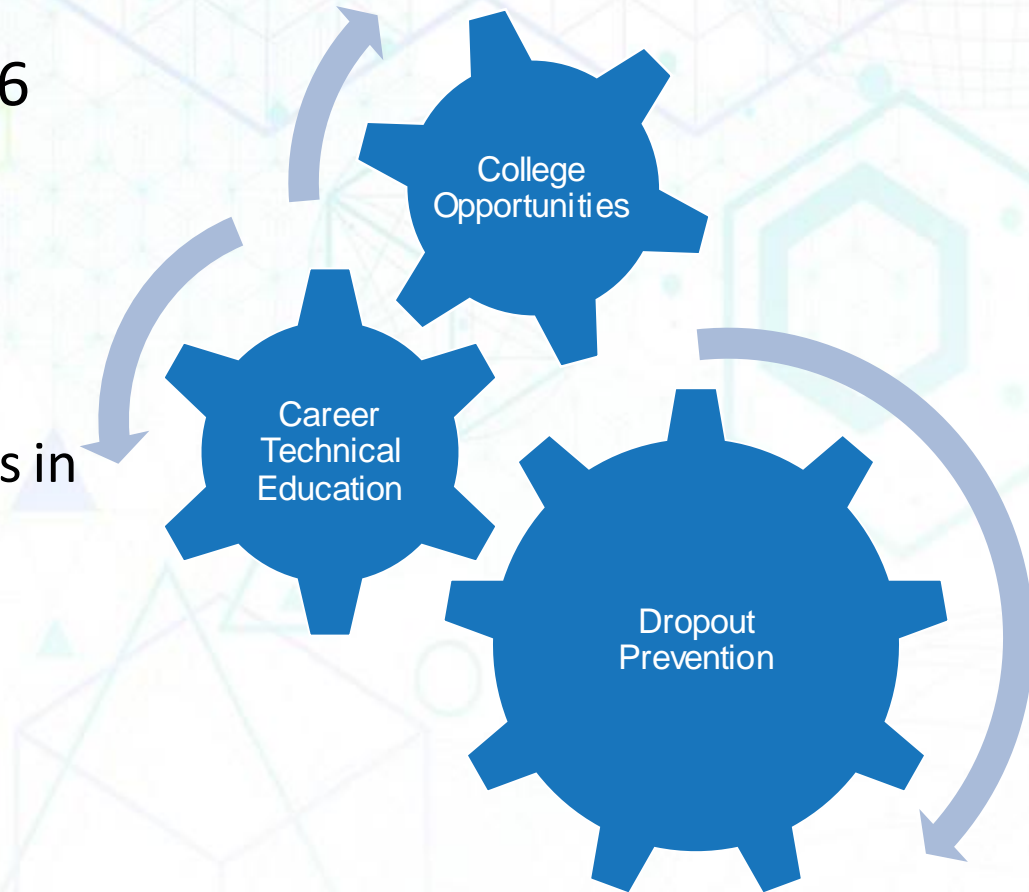 6
College
Opportunities
s in
Career
Technical
Education
Dropout
Prevention